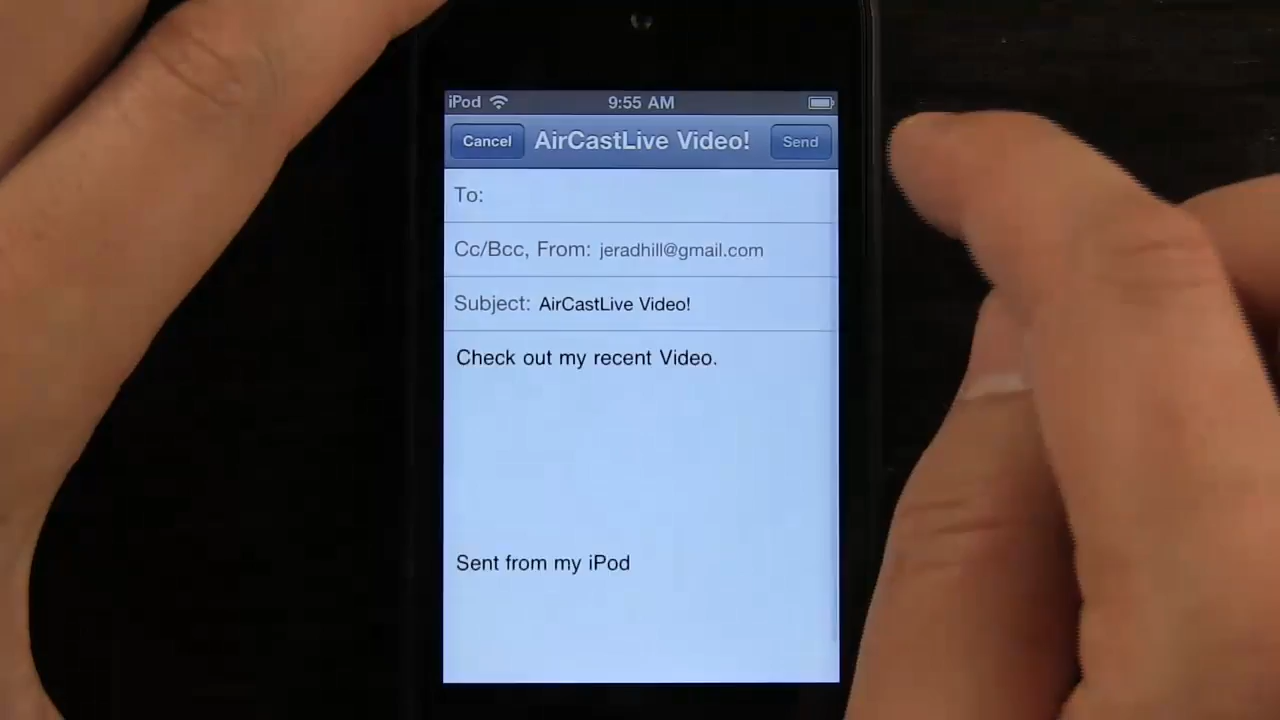 iPod 9:55 AM
Cancel AirCastLive Video! Send
To:
Cc/Bcc, From: jeradhill@gmail.com
Subject: AirCastLive Video!
Check out my recent Video.
Sent from my iPod